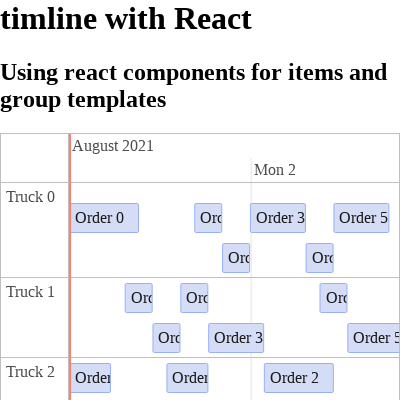 timline with React
Using react components for items and
group templates
August 2021
Mon 2
Truck 0
Order 0
Ord
Order 3
Order 5
Ord
Ord
Truck 1
Ord
Ord
Ord
Ord
Order 3
Order 5
Truck 2
Order
Order
Order 2